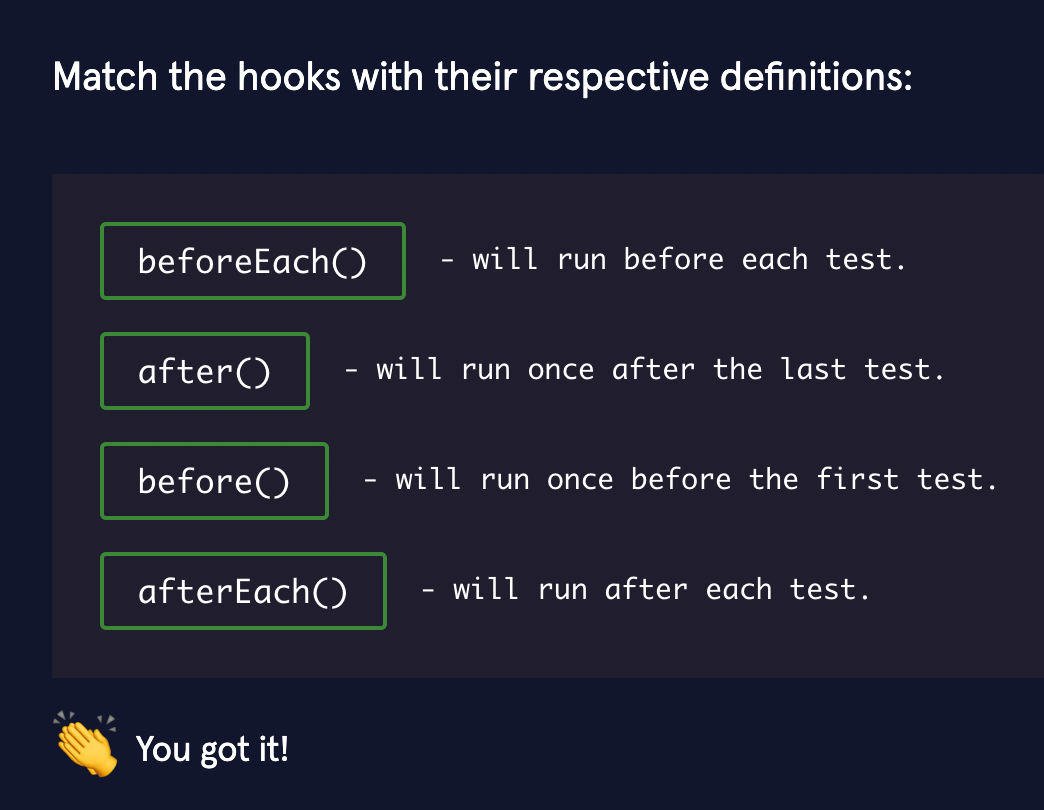 Match the hooks with their respective definitions:
beforeEach() - will run before each test.
after() - will run once after the last test.
before() - will run once before the first test.
afterEach() - will run after each test.
You got it!